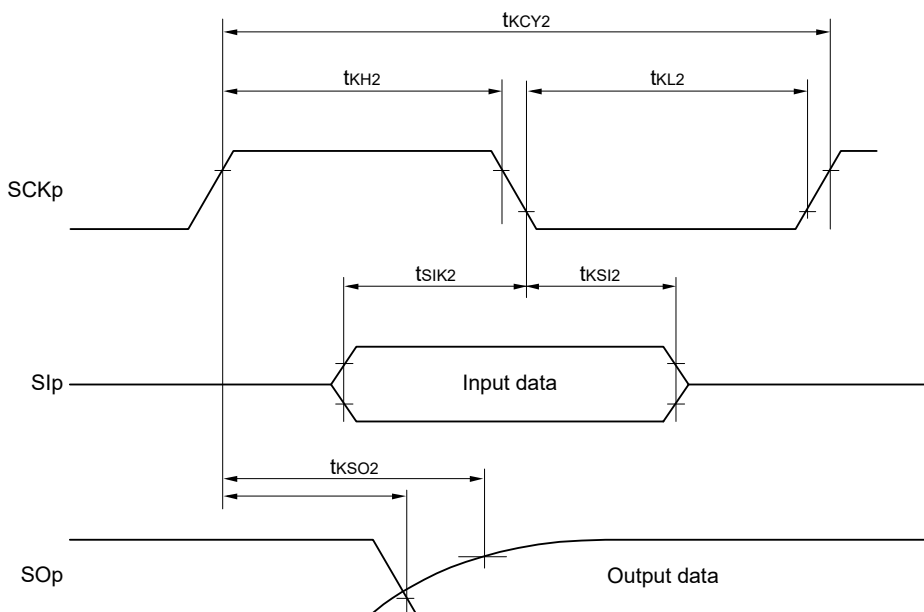 tKCY2
tKH2
tKL2
SCKp
tSIK2
tKSI2
SIp
Input data
tKSO2
SOp
Output data